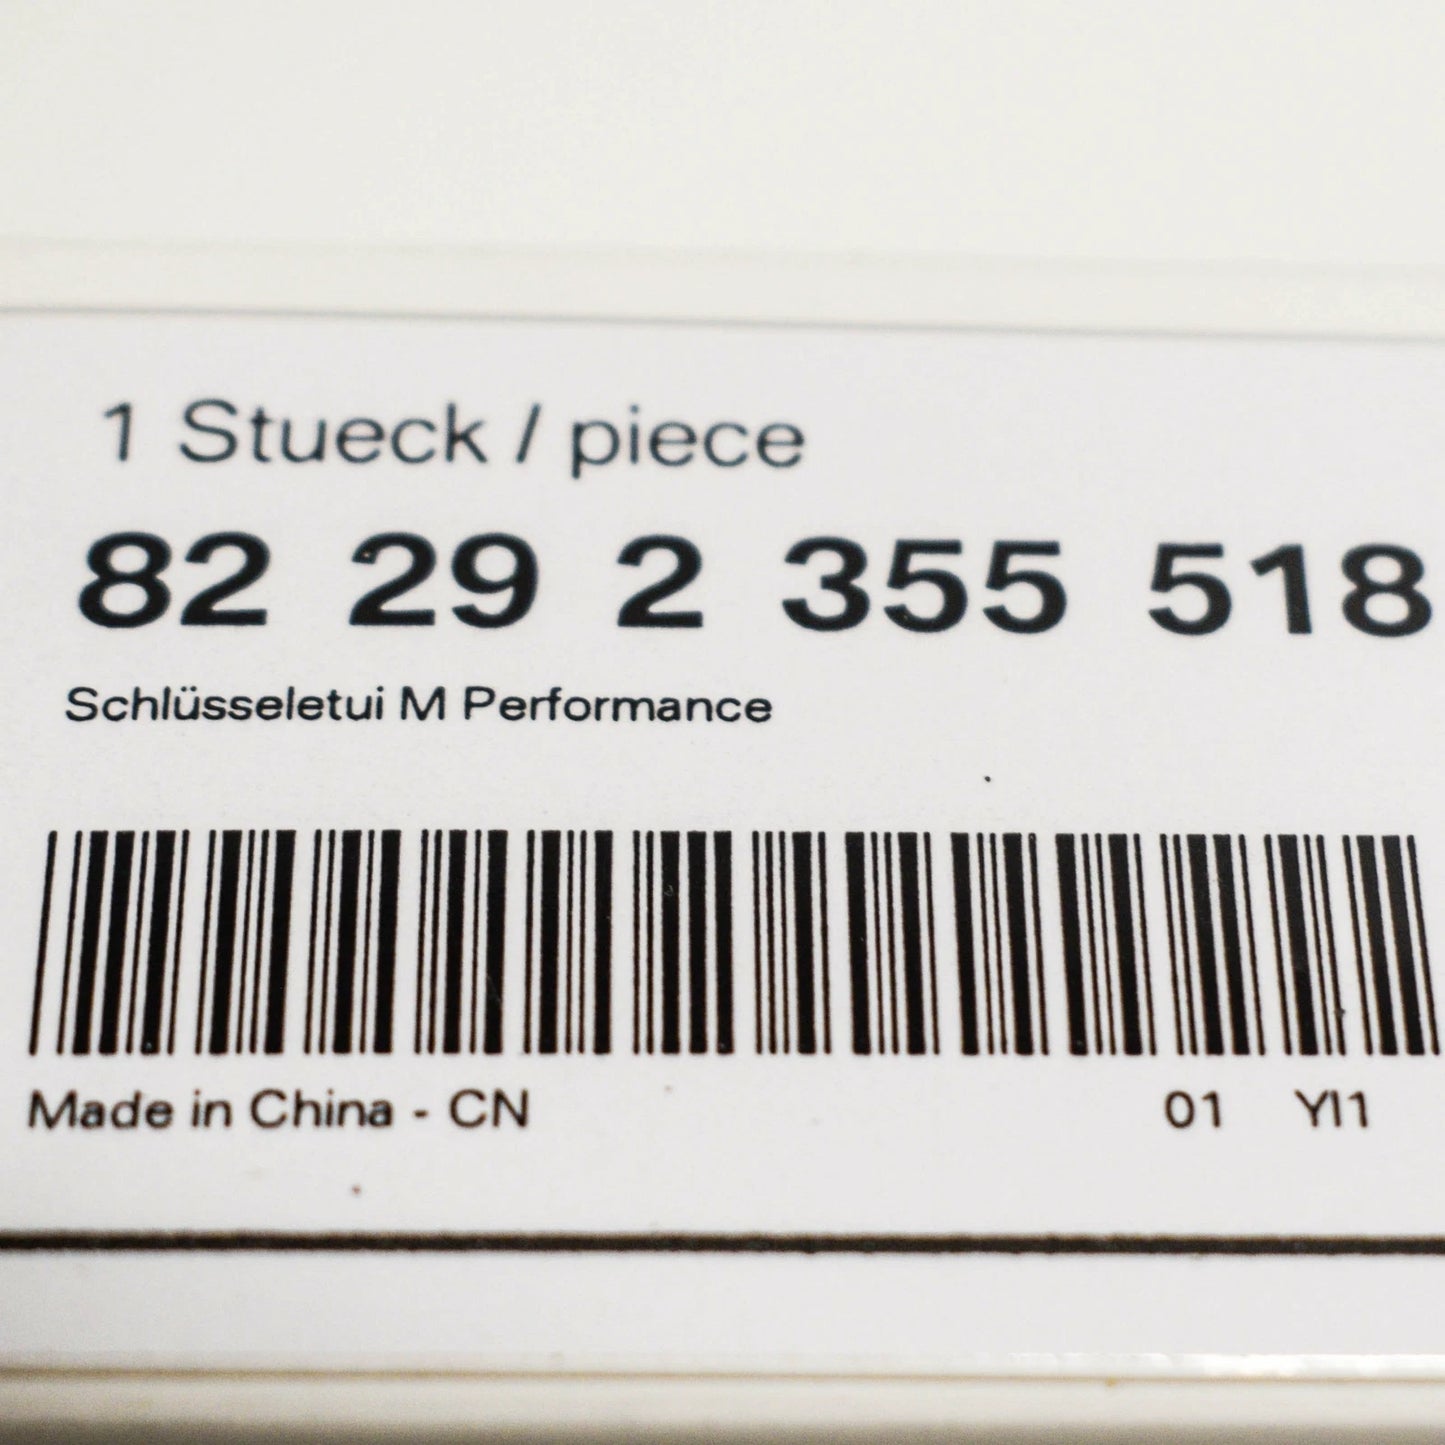 1 Stueck / piece
82 29 2 355 518
Schlüsseletui M Performance
Made in China - CN 01 YI1